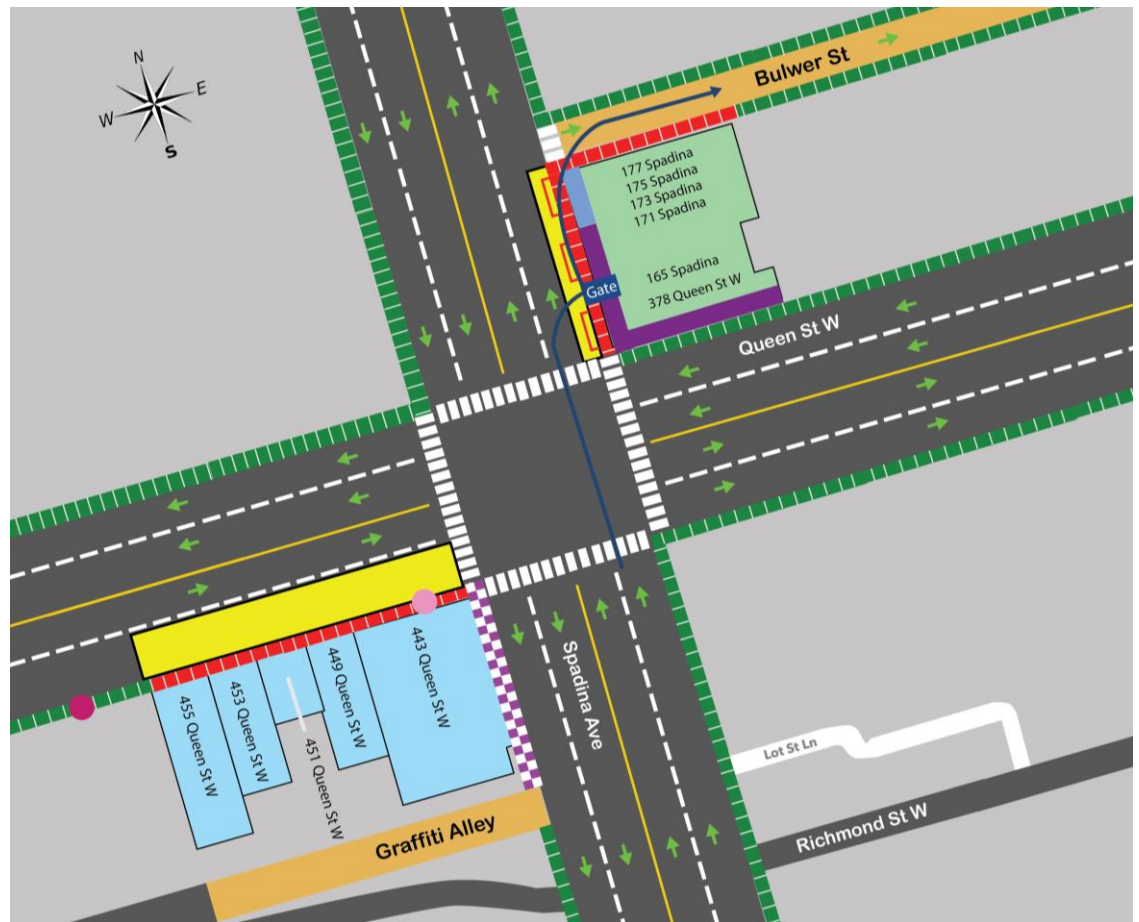 N
E
W
S
Bulwer St
177 Spadina
175 Spadina
173 Spadina
171 Spadina
165 Spadina
378 Queen St W
Gate
Queen St W
443 Queen St W
449 Queen St W
451 Queen St W
453 Queen St W
455 Queen St W
Spadina Ave
Lot St Ln
Richmond St W
Graffiti Alley